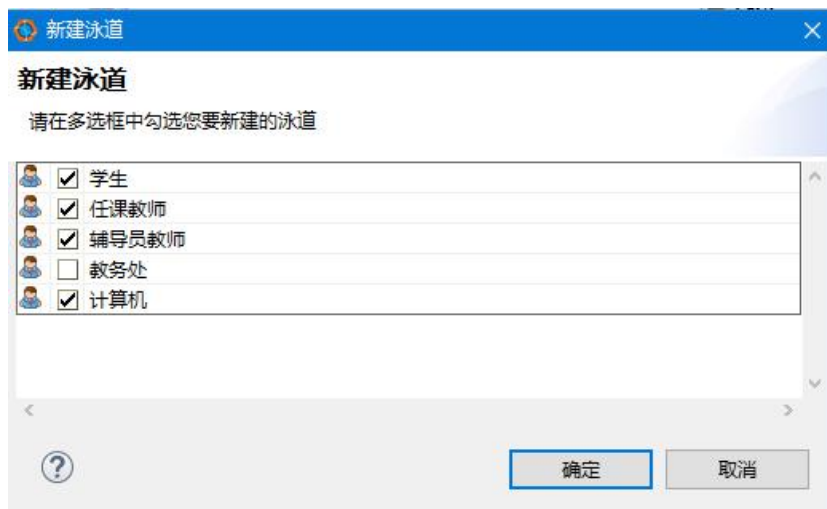 新建泳道
新建泳道
请在多选框中勾选您要新建的泳道
学生
任课教师
辅导员教师
教务处
计算机
确定
取消